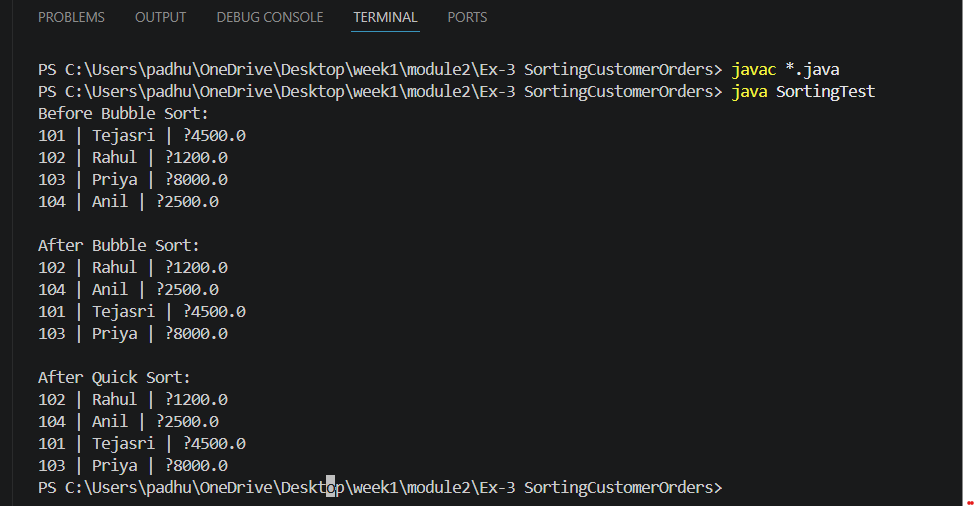 PROBLEMS OUTPUT DEBUG CONSOLE TERMINAL PORTS
PS C:\Users\padhu\OneDrive\Desktop\week1\module2\Ex-3 SortingCustomerOrders> javac *.java
PS C:\Users\padhu\OneDrive\Desktop\week1\module2\Ex-3 SortingCustomerOrders> java SortingTest
Before Bubble Sort:
101 | Tejasri | ?4500.0
102 | Rahul | ?1200.0
103 | Priya | ?8000.0
104 | Anil | ?2500.0
After Bubble Sort:
102 | Rahul | ?1200.0
104 | Anil | ?2500.0
101 | Tejasri | ?4500.0
103 | Priya | ?8000.0
After Quick Sort:
102 | Rahul | ?1200.0
104 | Anil | ?2500.0
101 | Tejasri | ?4500.0
103 | Priya | ?8000.0
PS C:\Users\padhu\OneDrive\Desktop\week1\module2\Ex-3 SortingCustomerOrders>